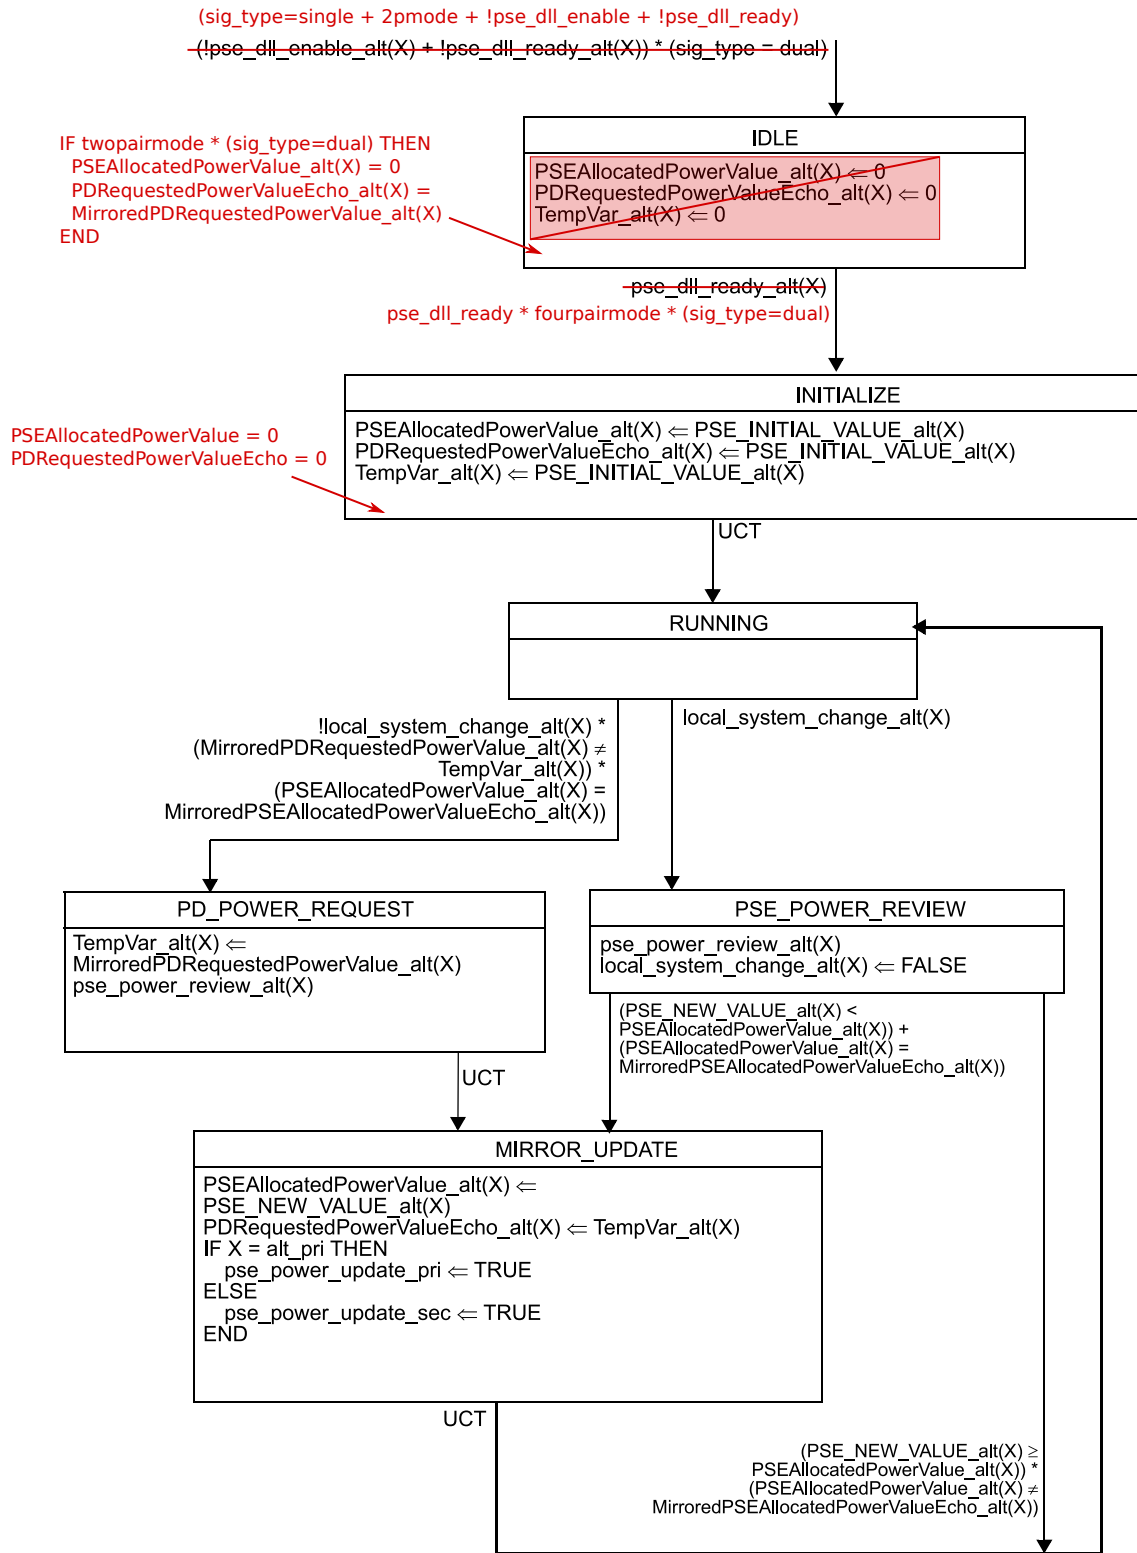 (sig_type=single + 2pmode + !pse_dll_enable + !pse_dll_ready)
(!pse_dll_enable_alt(X) + !pse_dll_ready_alt(X)) * (sig_type = dual)
IF twopairmode * (sig_type=dual) THEN
PSEAllocatedPowerValue_alt(X) = 0
PDRequestedPowerValueEcho_alt(X) =
MirroredPDRequestedPowerValue_alt(X)
END
IDLE
PSEAllocatedPowerValue_alt(X) ⇐ 0
PDRequestedPowerValueEcho_alt(X) ⇐ 0
TempVar_alt(X) ⇐ 0
pse_dll_ready_alt(X)
pse_dll_ready * fourpairmode * (sig_type=dual)
INITIALIZE
PSEAllocatedPowerValue_alt(X) ⇐ PSE_INITIAL_VALUE_alt(X)
PDRequestedPowerValueEcho_alt(X) ⇐ PSE_INITIAL_VALUE_alt(X)
TempVar_alt(X) ⇐ PSE_INITIAL_VALUE_alt(X)
PSEAllocatedPowerValue = 0
PDRequestedPowerValueEcho = 0
UCT
RUNNING
!local_system_change_alt(X) *
(MirroredPDRequestedPowerValue_alt(X) ≠
TempVar_alt(X)) *
(PSEAllocatedPowerValue_alt(X) =
MirroredPSEAllocatedPowerValueEcho_alt(X))
local_system_change_alt(X)
PD_POWER_REQUEST
TempVar_alt(X) ⇐
MirroredPDRequestedPowerValue_alt(X)
pse_power_review_alt(X)
PSE_POWER_REVIEW
pse_power_review_alt(X)
local_system_change_alt(X) ⇐ FALSE
UCT
(PSE_NEW_VALUE_alt(X) <
PSEAllocatedPowerValue_alt(X)) +
(PSEAllocatedPowerValue_alt(X) =
MirroredPSEAllocatedPowerValueEcho_alt(X))
MIRROR_UPDATE
PSEAllocatedPowerValue_alt(X) ⇐
PSE_NEW_VALUE_alt(X)
PDRequestedPowerValueEcho_alt(X) ⇐ TempVar_alt(X)
IF X = alt_pri THEN
pse_power_update_pri ⇐ TRUE
ELSE
pse_power_update_sec ⇐ TRUE
END
UCT
(PSE_NEW_VALUE_alt(X) ≥
PSEAllocatedPowerValue_alt(X)) *
(PSEAllocatedPowerValue_alt(X) ≠
MirroredPSEAllocatedPowerValueEcho_alt(X))